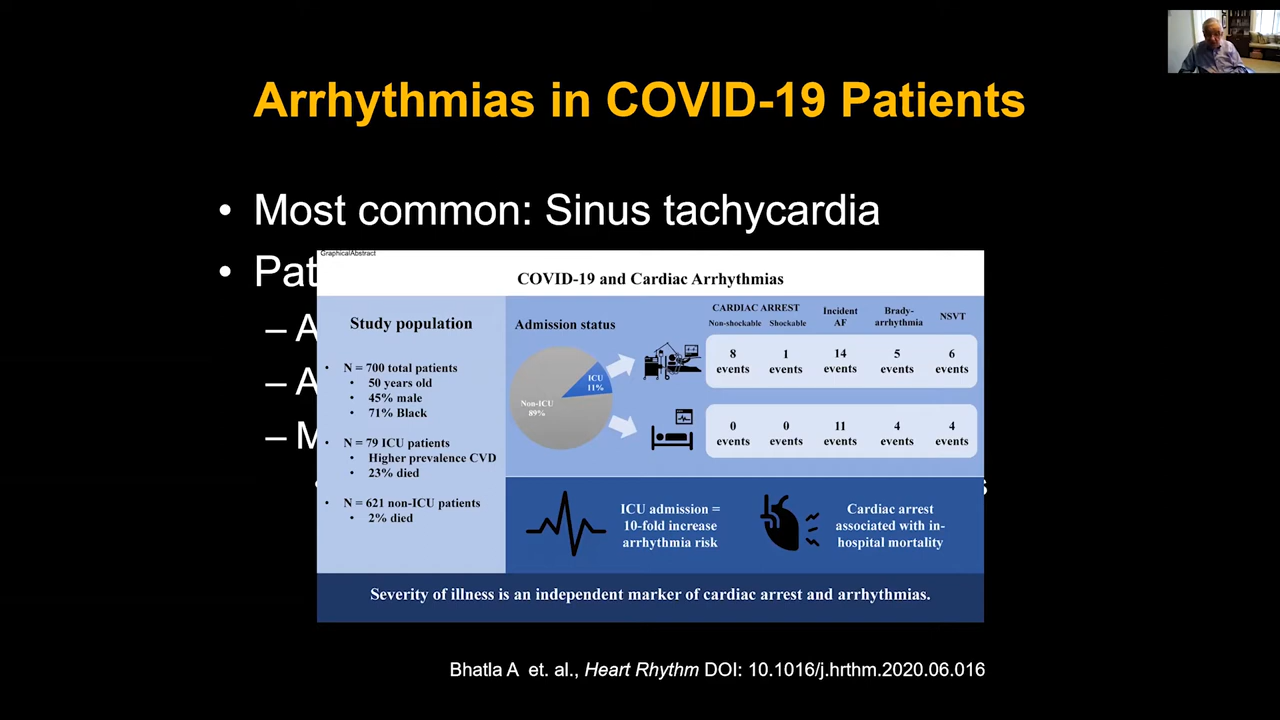 Arrhythmias in COVID-19 Patients
• Most common: Sinus tachycardia
• Pat
– A
– A
– M
s
GraphicalAbstract
COVID-19 and Cardiac Arrhythmias
Study population
• N = 700 total patients
• 50 years old
• 45% male
• 71% Black
• N = 79 ICU patients
• Higher prevalence CVD
• 23% died
• N = 621 non-ICU patients
• 2% died
Admission status
ICU
11%
Non-ICU
89%
CARDIAC ARREST
Non-shockable Shockable
Incident
AF
Brady-
arrhythmia
NSVT
8 1 14 5 6
events events events events events
0 0 11 4 4
events events events events events
ICU admission =
10-fold increase
arrhythmia risk
Cardiac arrest
associated with in-
hospital mortality
Severity of illness is an independent marker of cardiac arrest and arrhythmias.
Bhatla A et. al., Heart Rhythm DOI: 10.1016/j.hrthm.2020.06.016